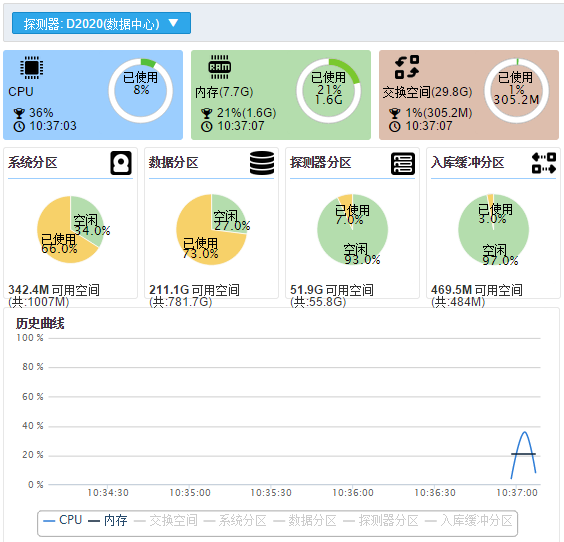 探测器: D2020(数据中心)
已使用
8%
CPU
36%
10:37:03
已使用
21%
1.6G
内存(7.7G)
21%(1.6G)
10:37:07
RAM
已使用
1%
305.2M
交换空间(29.8G)
1%(305.2M)
10:37:07
系统分区
空闲
34.0%
已使用
66.0%
342.4M 可用空间
(共:1007M)
数据分区
空闲
27.0%
已使用
73.0%
211.1G 可用空间
(共:781.7G)
探测器分区
已使用
7.0%
空闲
93.0%
51.9G 可用空间
(共:55.8G)
入库缓冲分区
已使用
3.0%
空闲
97.0%
469.5M 可用空间
(共:484M)
历史曲线
100 %
80 %
60 %
40 %
20 %
0 %
10:34:30 10:35:00 10:35:30 10:36:00 10:36:30 10:37:00
CPU 内存 交换空间 系统分区 数据分区 探测器分区 入库缓冲分区